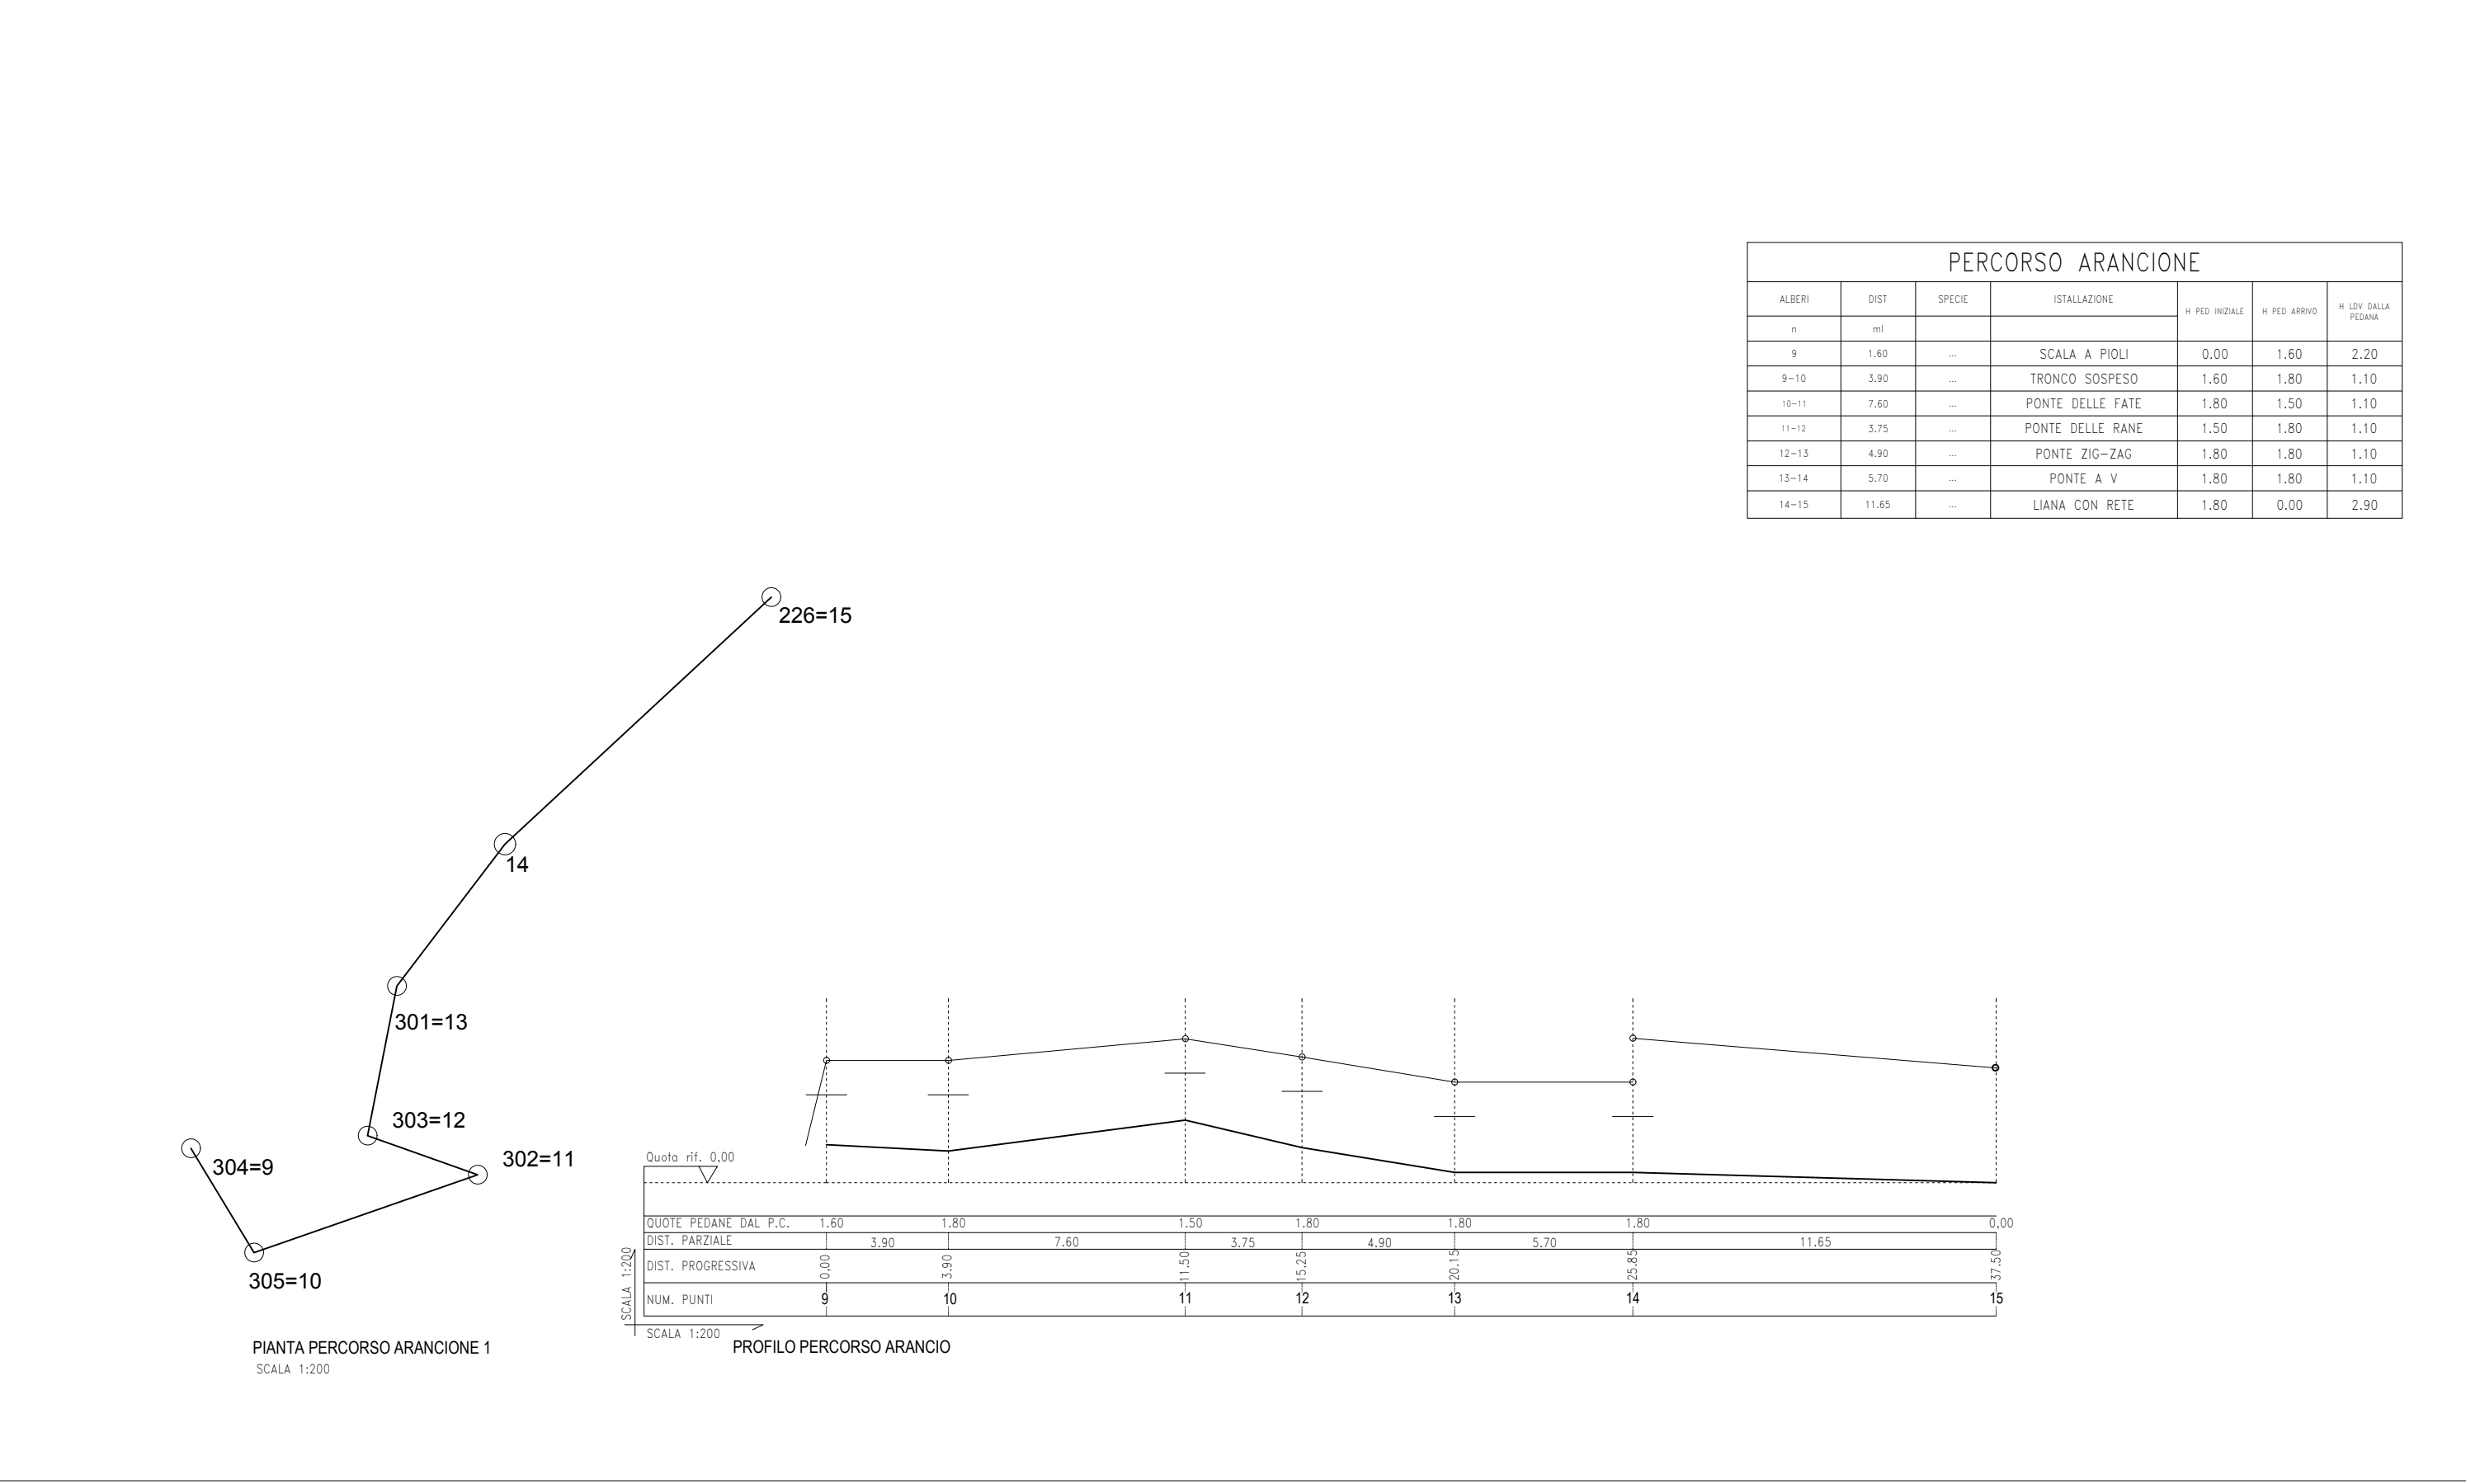 PERCORSO ARANCIONE
ALBERI DIST SPECIE ISTALLAZIONE H PED INIZIALE H PED ARRIVO H LDV DALLA PEDANA
n ml
9 1.60 ... SCALA A PIOLI 0.00 1.60 2.20
9-10 3.90 ... TRONCO SOSPESO 1.60 1.80 1.10
10-11 7.60 ... PONTE DELLE FATE 1.80 1.50 1.10
11-12 3.75 ... PONTE DELLE RANE 1.50 1.80 1.10
12-13 4.90 ... PONTE ZIG-ZAG 1.80 1.80 1.10
13-14 5.70 ... PONTE A V 1.80 1.80 1.10
14-15 11.65 ... LIANA CON RETE 1.80 0.00 2.90
226=15
14
301=13
303=12
302=11
304=9
305=10
PIANTA PERCORSO ARANCIONE 1
SCALA 1:200
Quota rif. 0,00
QUOTE PEDANE DAL P.C. 1.60 1.80 1.50 1.80 1.80 1.80 0,00
DIST. PARZIALE 3.90 7.60 3.75 4.90 5.70 11.65
DIST. PROGRESSIVA 0,00 3.90 11.50 15.25 20.15 25.85 37.50
NUM. PUNTI 9 10 11 12 13 14 15
SCALA 1:200
SCALA 1:200
PROFILO PERCORSO ARANCIO